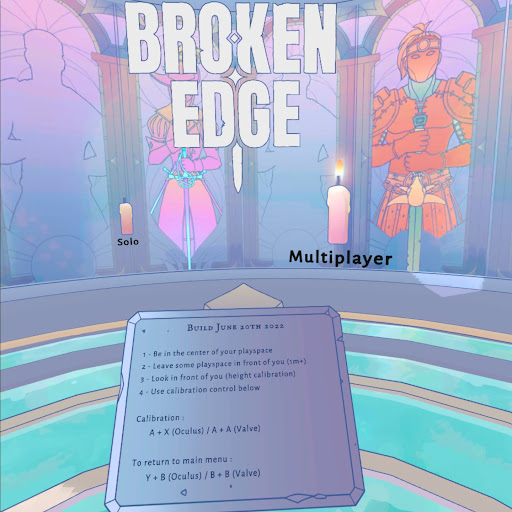 BROKEN
EDGE
Solo
Multiplayer
Build June 20th 2022
1 - Be in the center of your playspace
2 - Leave some playspace in front of you (1m+)
3 - Look in front of you (height calibration)
4 - Use calibration control below
Calibration :
A + X (Oculus) / A + A (Valve)
To return to main menu :
Y + B (Oculus) / B + B (Valve)